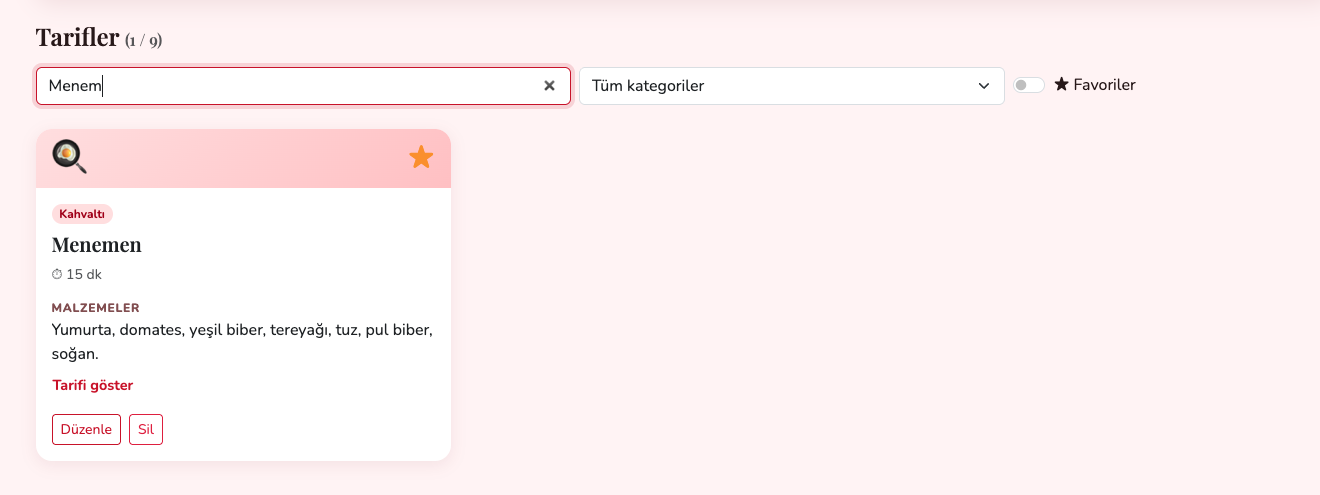 Tarifler (1 / 9)
Menem
Tüm kategoriler
Favoriler
Kahvaltı
Menemen
15 dk
MALZEMELER
Yumurta, domates, yeşil biber, tereyağı, tuz, pul biber,
soğan.
Tarifi göster
Düzenle
Sil